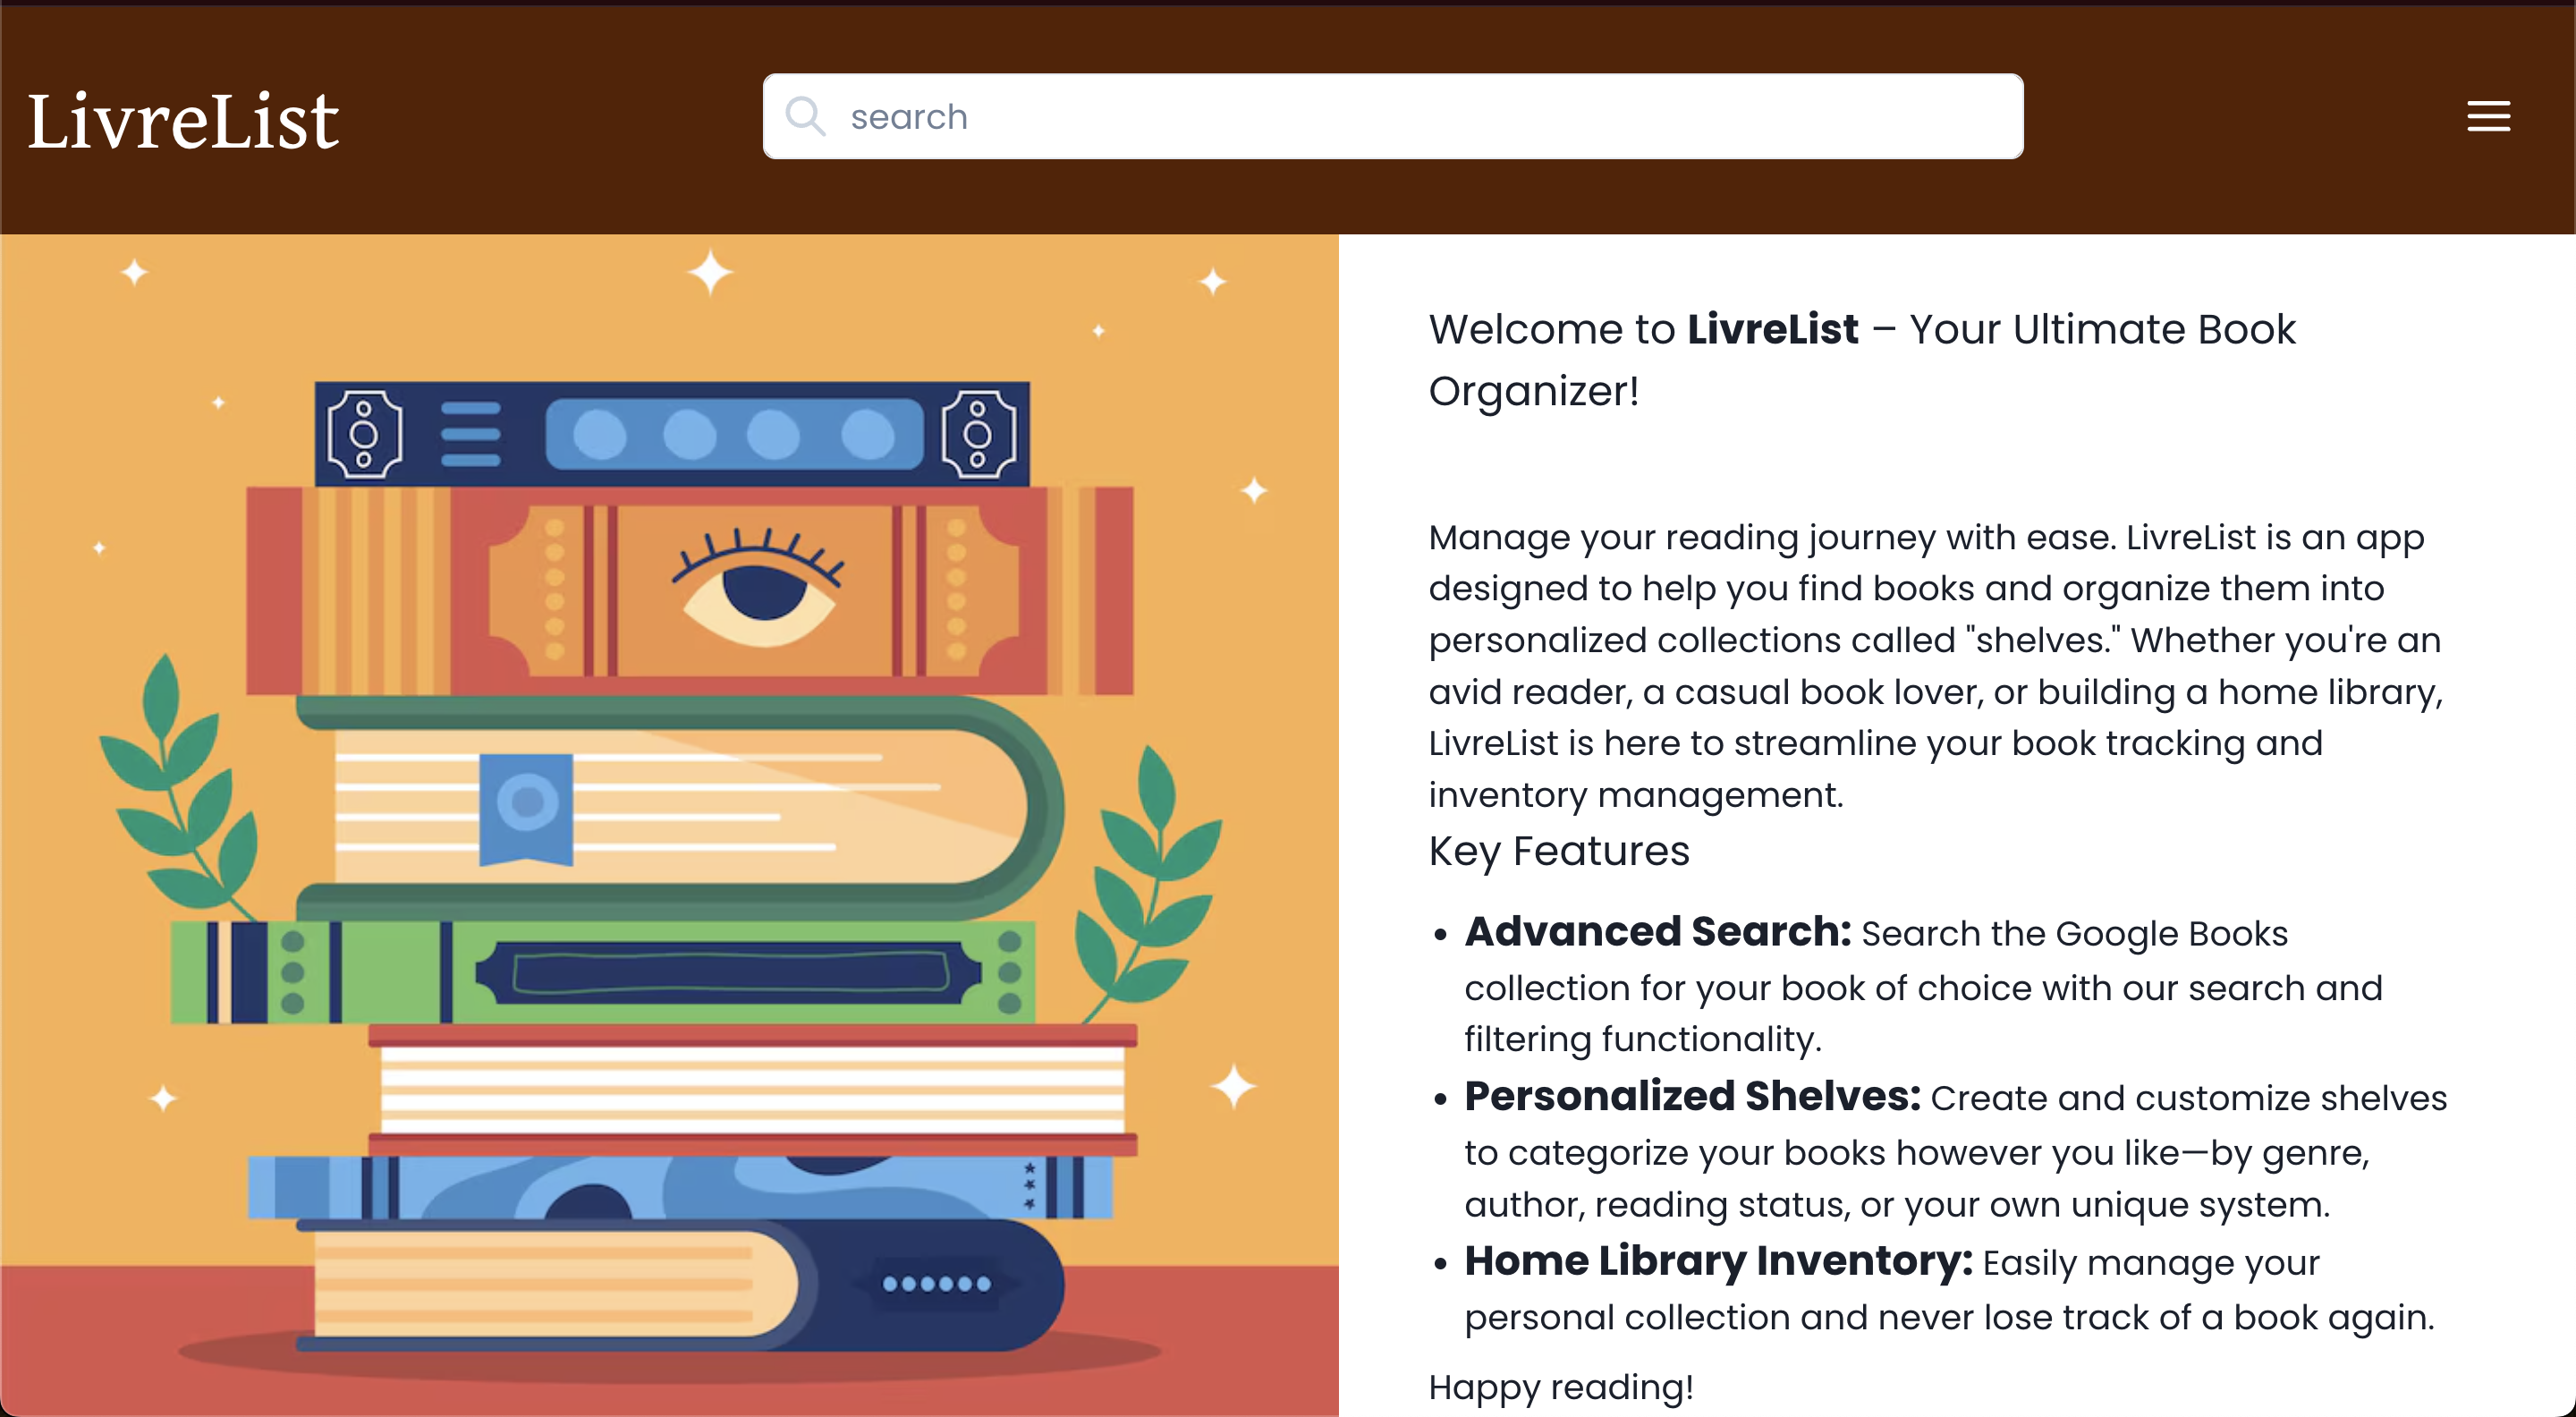 LivreList
search
Welcome to LivreList – Your Ultimate Book
Organizer!
Manage your reading journey with ease. LivreList is an app
designed to help you find books and organize them into
personalized collections called "shelves." Whether you're an
avid reader, a casual book lover, or building a home library,
LivreList is here to streamline your book tracking and
inventory management.
Key Features
• Advanced Search: Search the Google Books
collection for your book of choice with our search and
filtering functionality.
• Personalized Shelves: Create and customize shelves
to categorize your books however you like—by genre,
author, reading status, or your own unique system.
• Home Library Inventory: Easily manage your
personal collection and never lose track of a book again.
Happy reading!